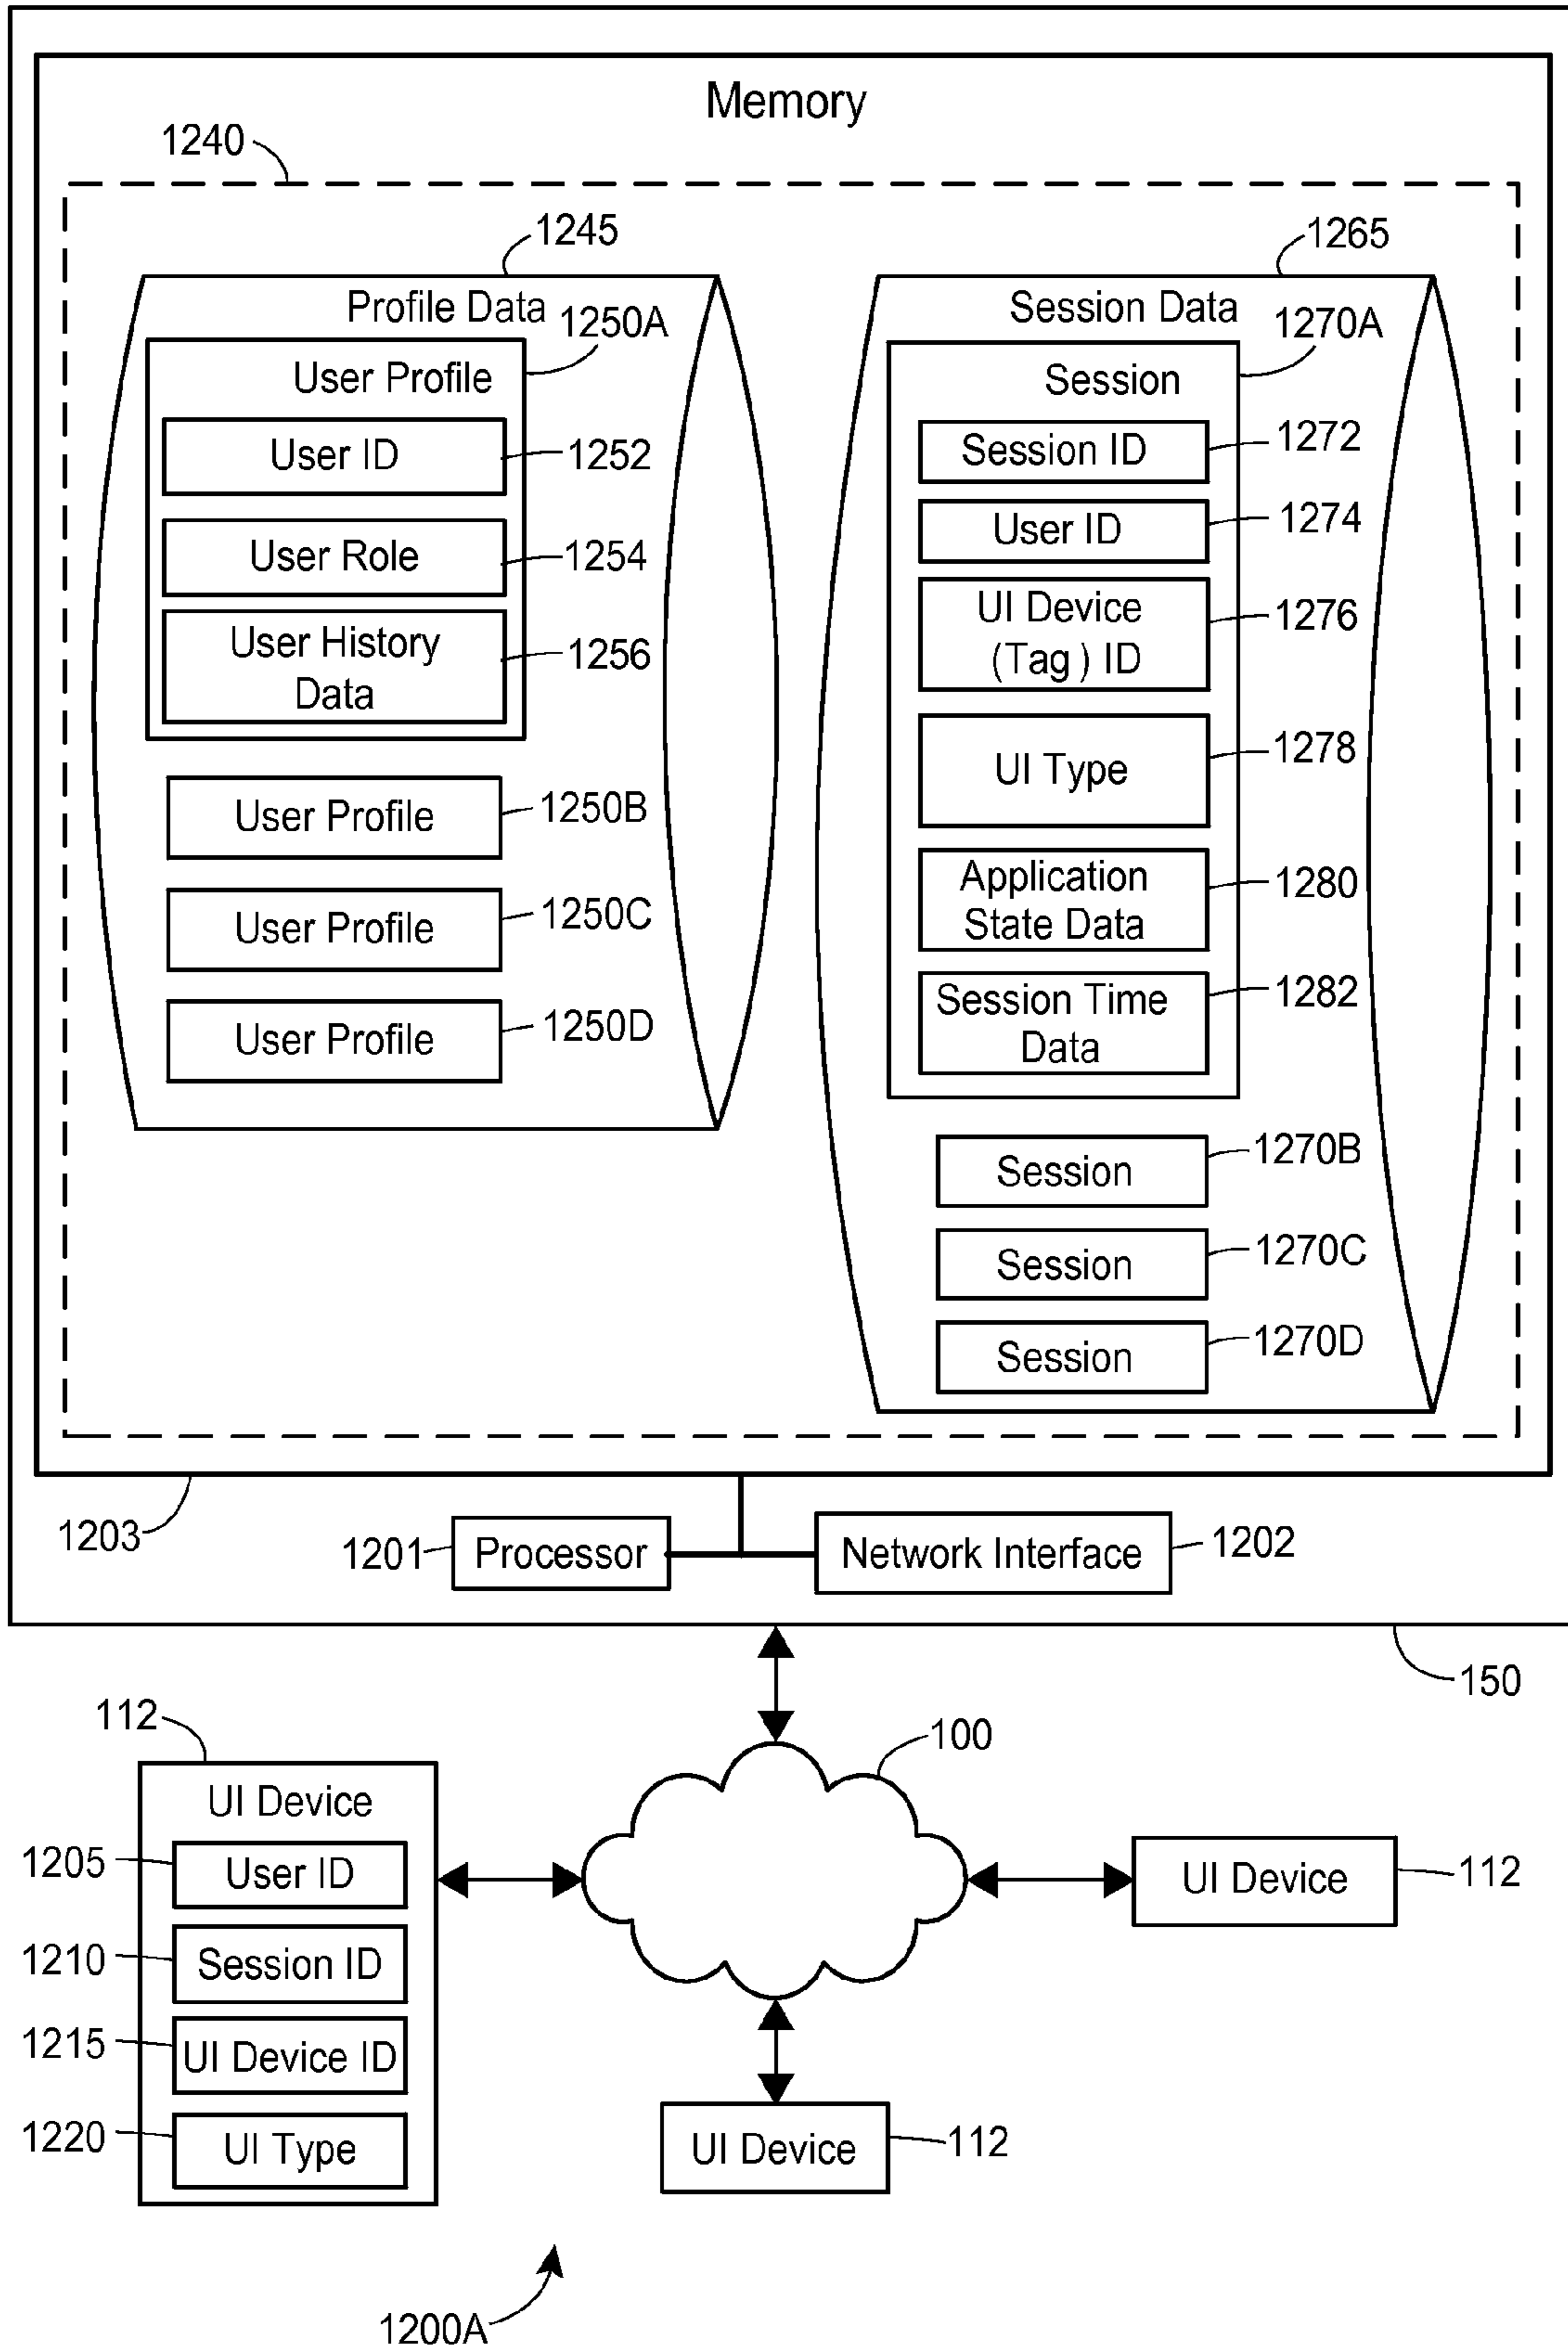 Memory
1240
1245
1265
Profile Data
1250A
User Profile
User ID
1252
User Role
1254
User History
Data
1256
User Profile
1250B
User Profile
1250C
User Profile
1250D
Session Data
1270A
Session
Session ID
1272
User ID
1274
UI Device
(Tag ) ID
1276
UI Type
1278
Application
State Data
1280
Session Time
Data
1282
Session
1270B
Session
1270C
Session
1270D
1203
1201
Processor
Network Interface
1202
150
112
100
UI Device
1205
User ID
1210
Session ID
1215
UI Device ID
1220
UI Type
UI Device
112
UI Device
112
1200A